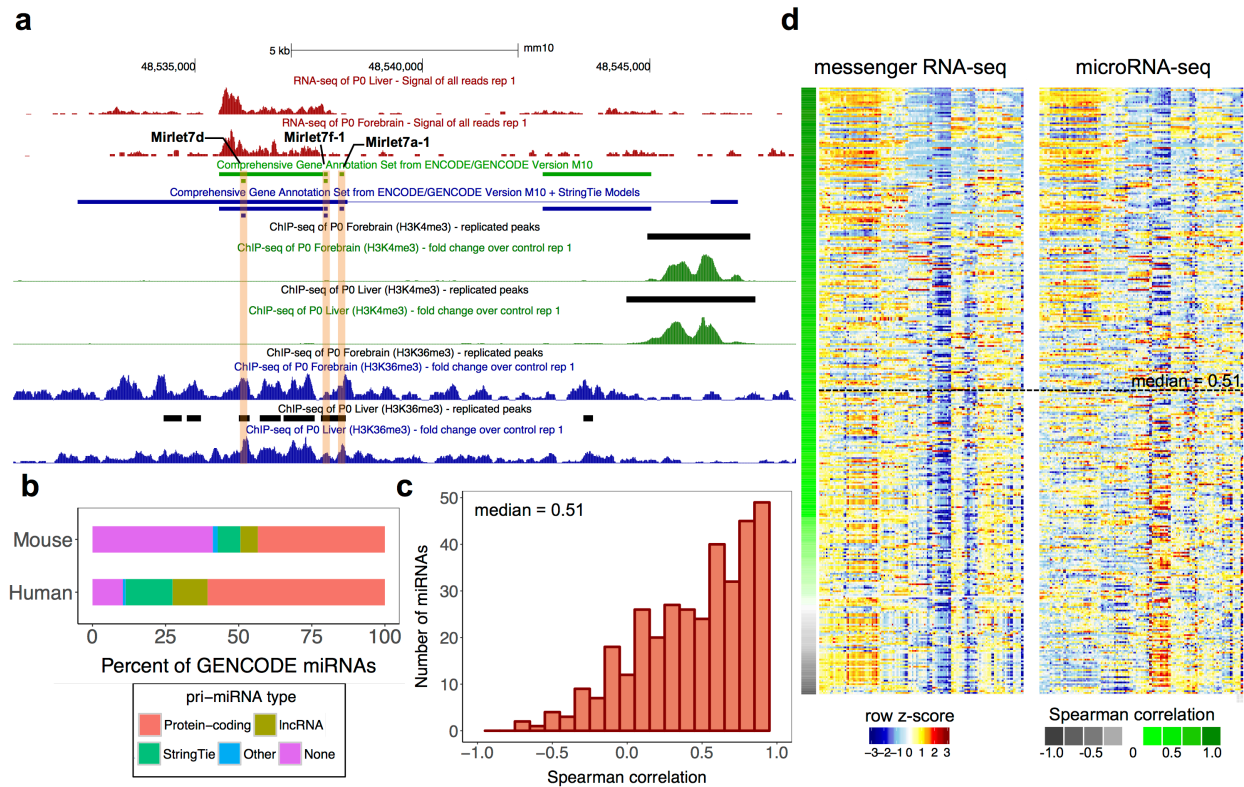 a
5 kb
mm10
48,535,000
48,540,000
48,545,000
RNA-seq of P0 Liver - Signal of all reads rep 1
RNA-seq of P0 Forebrain - Signal of all reads rep 1
Mirlet7d
Mirlet7f-1
Mirlet7a-1
Comprehensive Gene Annotation Set from ENCODE/GENCODE Version M10
Comprehensive Gene Annotation Set from ENCODE/GENCODE Version M10 + StringTie Models
ChIP-seq of P0 Forebrain (H3K4me3) - replicated peaks
ChIP-seq of P0 Forebrain (H3K4me3) - fold change over control rep 1
ChIP-seq of P0 Liver (H3K4me3) - replicated peaks
ChIP-seq of P0 Liver (H3K4me3) - fold change over control rep 1
ChIP-seq of P0 Forebrain (H3K36me3) - replicated peaks
ChIP-seq of P0 Forebrain (H3K36me3) - fold change over control rep 1
ChIP-seq of P0 Liver (H3K36me3) - replicated peaks
ChIP-seq of P0 Liver (H3K36me3) - fold change over control rep 1
b
Mouse
Human
0 25 50 75 100
Percent of GENCODE miRNAs
pri−miRNA type
Protein−coding lncRNA
StringTie Other None
c
median = 0.51
Number of miRNAs
50
40
30
20
10
0
−1.0 −0.5 0.0 0.5 1.0
Spearman correlation
d
messenger RNA-seq microRNA-seq
median = 0.51
row z-score
−3−2−1 0 1 2 3
Spearman correlation
-1.0 -0.5 0 0.5 1.0